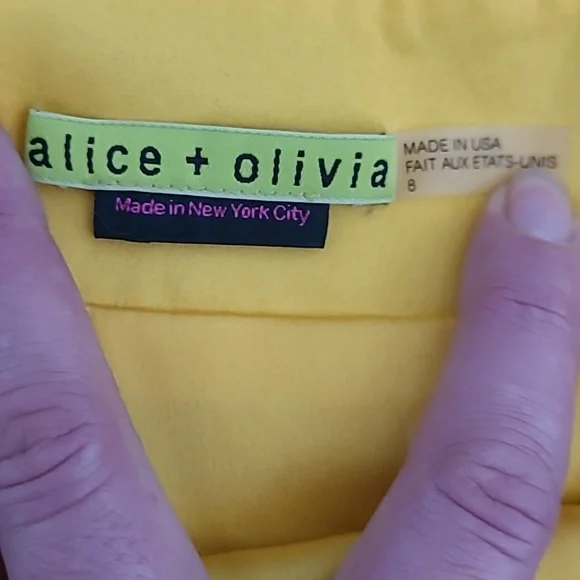 alice + olivia
Made in New York City
MADE IN USA
FAIT AUX ETATS-UNIS
8